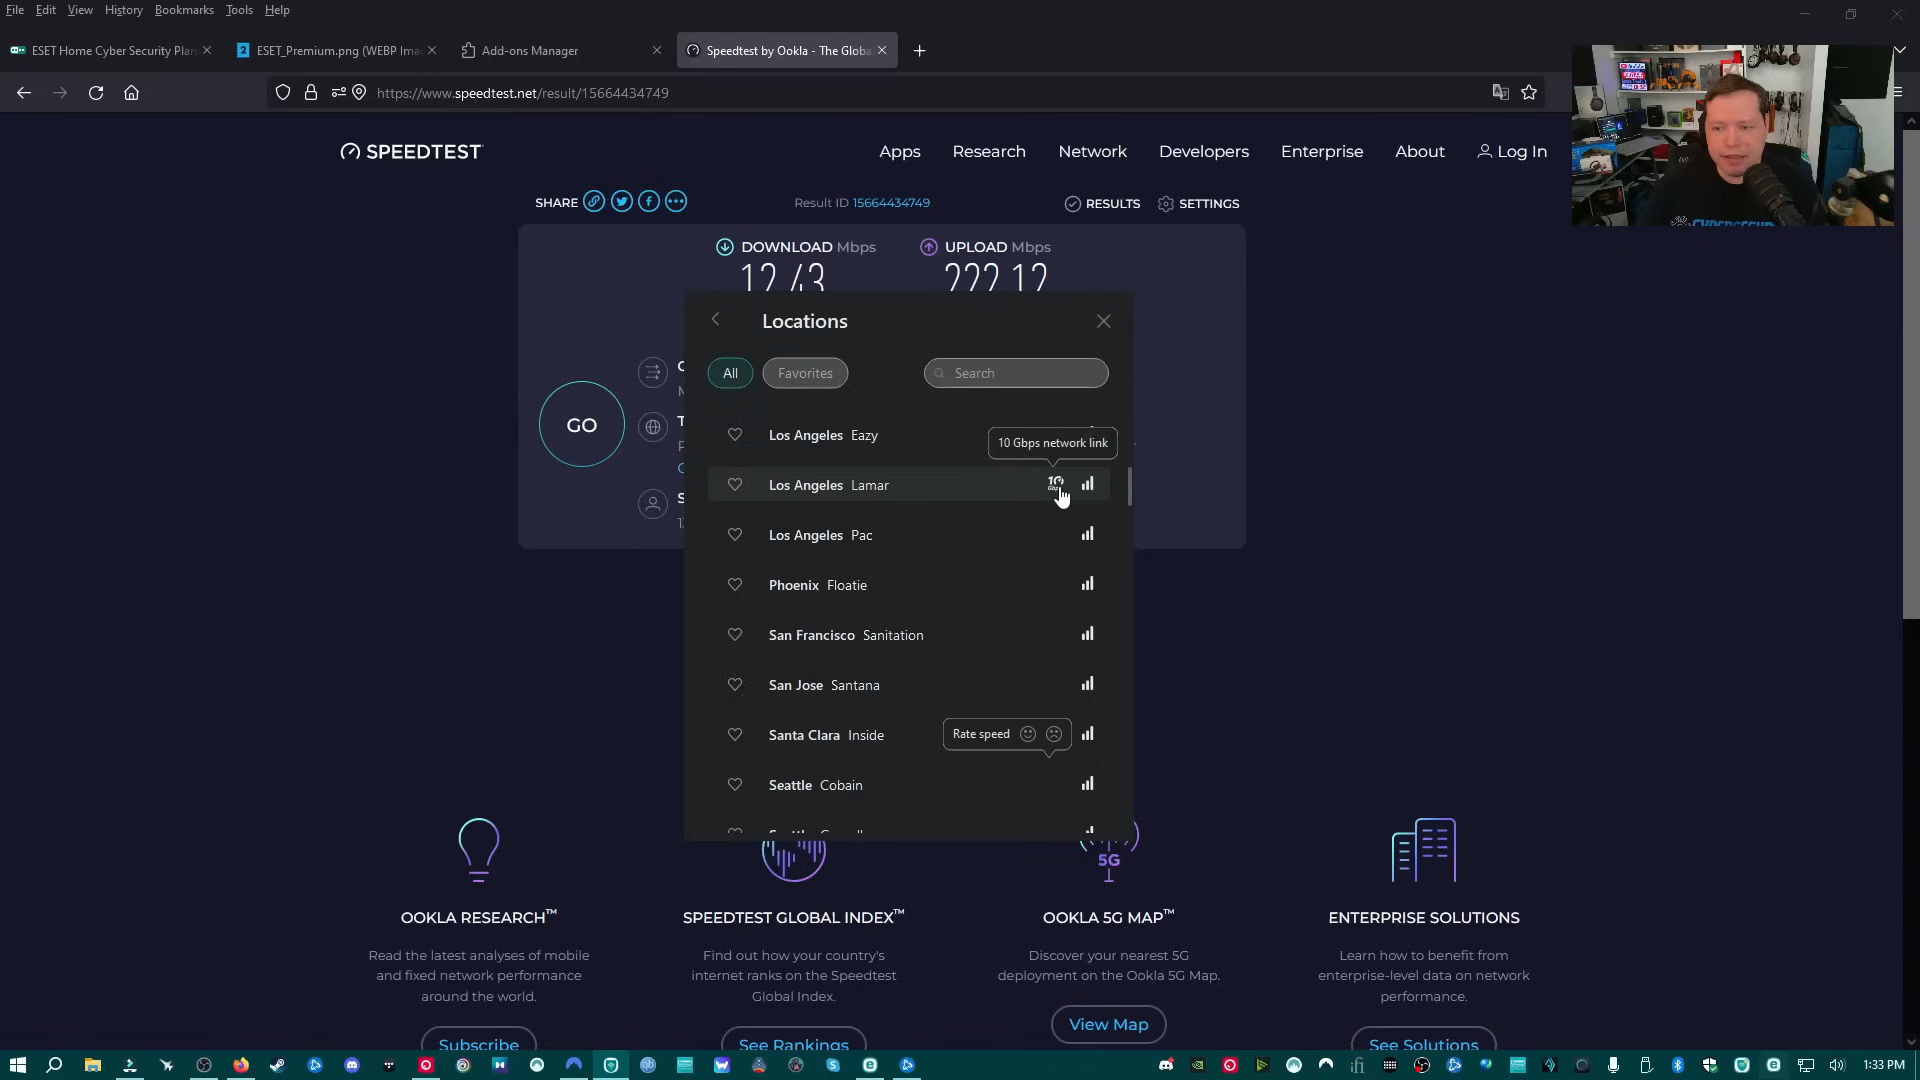 File Edit View History Bookmarks Tools Help
ESET Home Cyber Security Plan
ESET_Premium.png (WEBP Ima
Add-ons Manager
Speedtest by Ookla - The Globa
https://www.speedtest.net/result/15664434749
SPEEDTEST
Apps Research Network Developers Enterprise About Log In
SHARE Result ID 15664434749 RESULTS SETTINGS
DOWNLOAD Mbps UPLOAD Mbps
222.12
GO
Locations
All Favorites Search
Los Angeles Eazy
10 Gbps network link
Los Angeles Lamar
Los Angeles Pac
Phoenix Floatie
San Francisco Sanitation
San Jose Santana
Santa Clara Inside
Rate speed
Seattle Cobain
5G
OOKLA RESEARCH™
Read the latest analyses of mobile
and fixed network performance
around the world.
Subscribe
SPEEDTEST GLOBAL INDEX™
Find out how your country's
internet ranks on the Speedtest
Global Index.
See Rankings
OOKLA 5G MAP™
Discover your nearest 5G
deployment on the Ookla 5G Map.
View Map
ENTERPRISE SOLUTIONS
Learn how to benefit from
enterprise-level data on network
performance.
See Solutions
1:33 PM